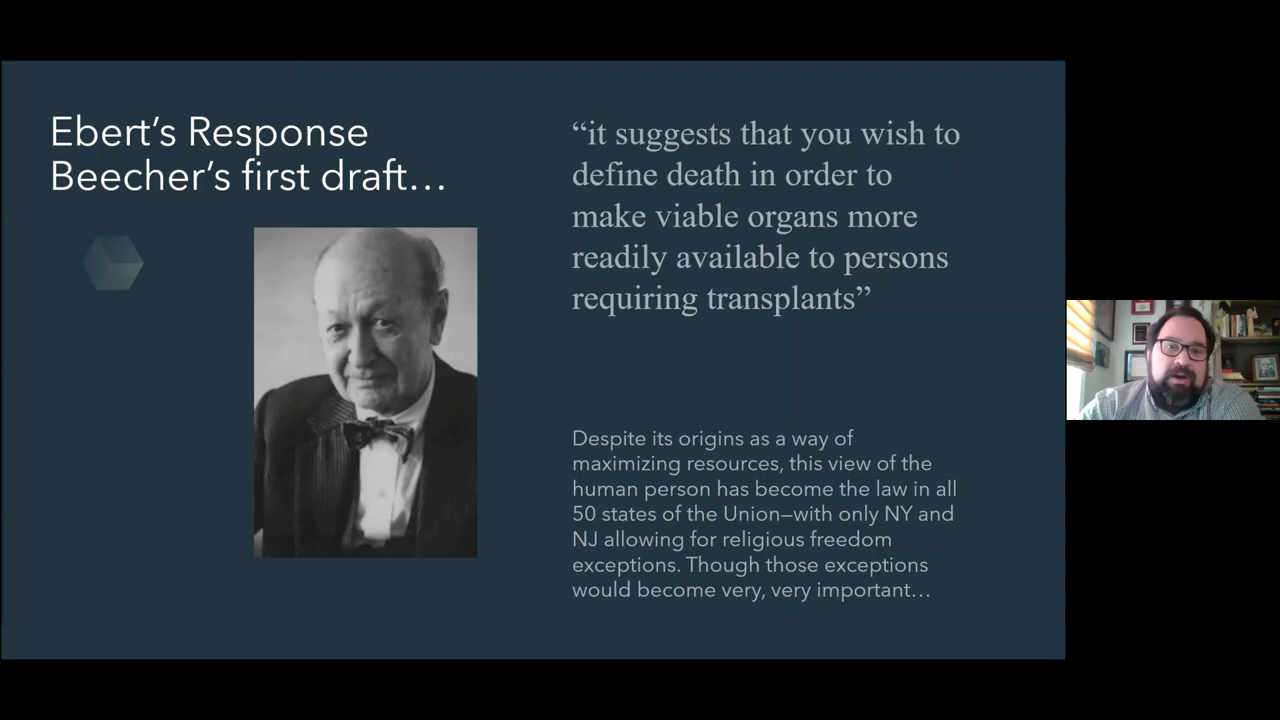 Ebert’s Response
Beecher’s first draft…
“it suggests that you wish to
define death in order to
make viable organs more
readily available to persons
requiring transplants”
Despite its origins as a way of
maximizing resources, this view of the
human person has become the law in all
50 states of the Union—with only NY and
NJ allowing for religious freedom
exceptions. Though those exceptions
would become very, very important…